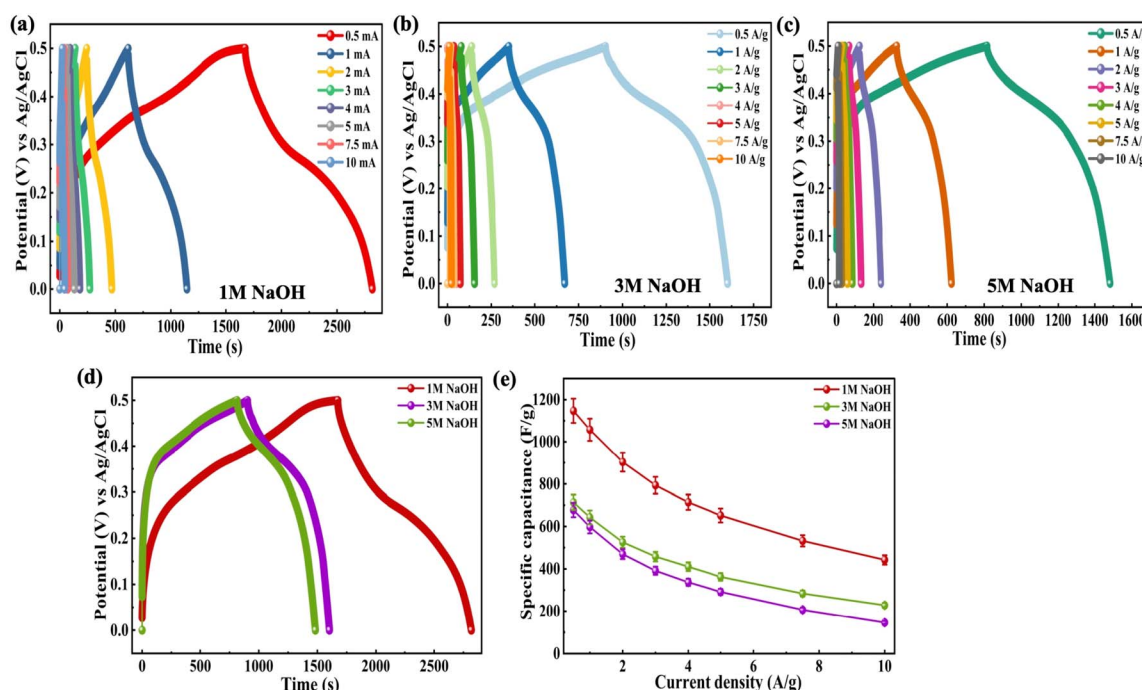 (a)
0.5 mA
1 mA
2 mA
3 mA
4 mA
5 mA
7.5 mA
10 mA
0.5
0.4
0.3
0.2
0.1
0.0
Potential (V) vs Ag/AgCl
1M NaOH
0 500 1000 1500 2000 2500
Time (s)
(b)
0.5 A/g
1 A/g
2 A/g
3 A/g
4 A/g
5 A/g
7.5 A/g
10 A/g
0.5
0.4
0.3
0.2
0.1
0.0
Potential (V) vs Ag/AgCl
3M NaOH
0 250 500 750 1000 1250 1500 1750
Time (s)
(c)
0.5 A/g
1 A/g
2 A/g
3 A/g
4 A/g
5 A/g
7.5 A/g
10 A/g
0.5
0.4
0.3
0.2
0.1
0.0
Potential (V) vs Ag/AgCl
5M NaOH
0 200 400 600 800 1000 1200 1400 1600
Time (s)
(d)
1M NaOH
3M NaOH
5M NaOH
0.5
0.4
0.3
0.2
0.1
0.0
Potential (V) vs Ag/AgCl
0 500 1000 1500 2000 2500
Time (s)
(e)
1M NaOH
3M NaOH
5M NaOH
1200
1000
800
600
400
200
0
Specific capacitance (F/g)
2 4 6 8 10
Current density (A/g)